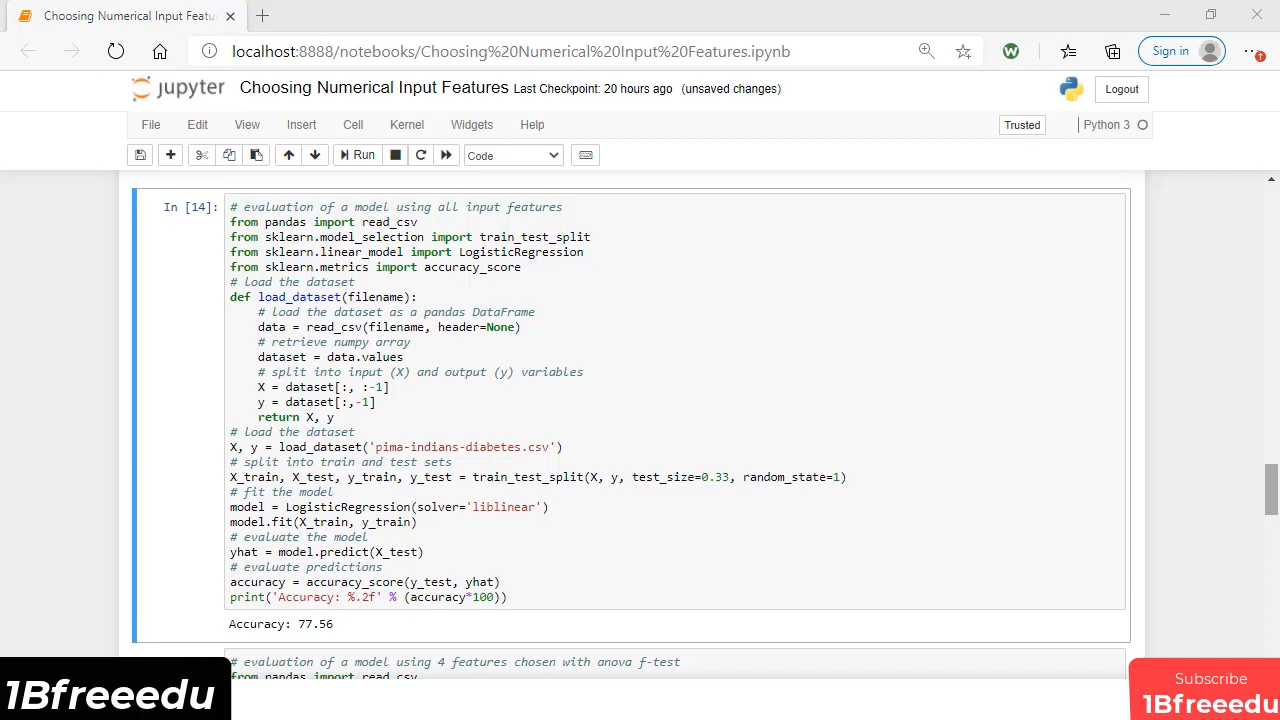 Choosing Numerical Input Featu
localhost:8888/notebooks/Choosing%20Numerical%20Input%20Features.ipynb
W
Sign in
jupyter Choosing Numerical Input Features Last Checkpoint: 20 hours ago (unsaved changes)
Logout
File Edit View Insert Cell Kernel Widgets Help
Trusted
Python 3
Run
Code
In [14]:
# evaluation of a model using all input features
from pandas import read_csv
from sklearn.model_selection import train_test_split
from sklearn.linear_model import LogisticRegression
from sklearn.metrics import accuracy_score
# load the dataset
def load_dataset(filename):
    # load the dataset as a pandas DataFrame
    data = read_csv(filename, header=None)
    # retrieve numpy array
    dataset = data.values
    # split into input (X) and output (y) variables
    X = dataset[:, :-1]
    y = dataset[:,-1]
    return X, y
# load the dataset
X, y = load_dataset('pima-indians-diabetes.csv')
# split into train and test sets
X_train, X_test, y_train, y_test = train_test_split(X, y, test_size=0.33, random_state=1)
# fit the model
model = LogisticRegression(solver='liblinear')
model.fit(X_train, y_train)
# evaluate the model
yhat = model.predict(X_test)
# evaluate predictions
accuracy = accuracy_score(y_test, yhat)
print('Accuracy: %.2f' % (accuracy*100))
Accuracy: 77.56
# evaluation of a model using 4 features chosen with anova f-test
from pandas import read_csv
1Bfreeedu
Subscribe
1Bfreeedu